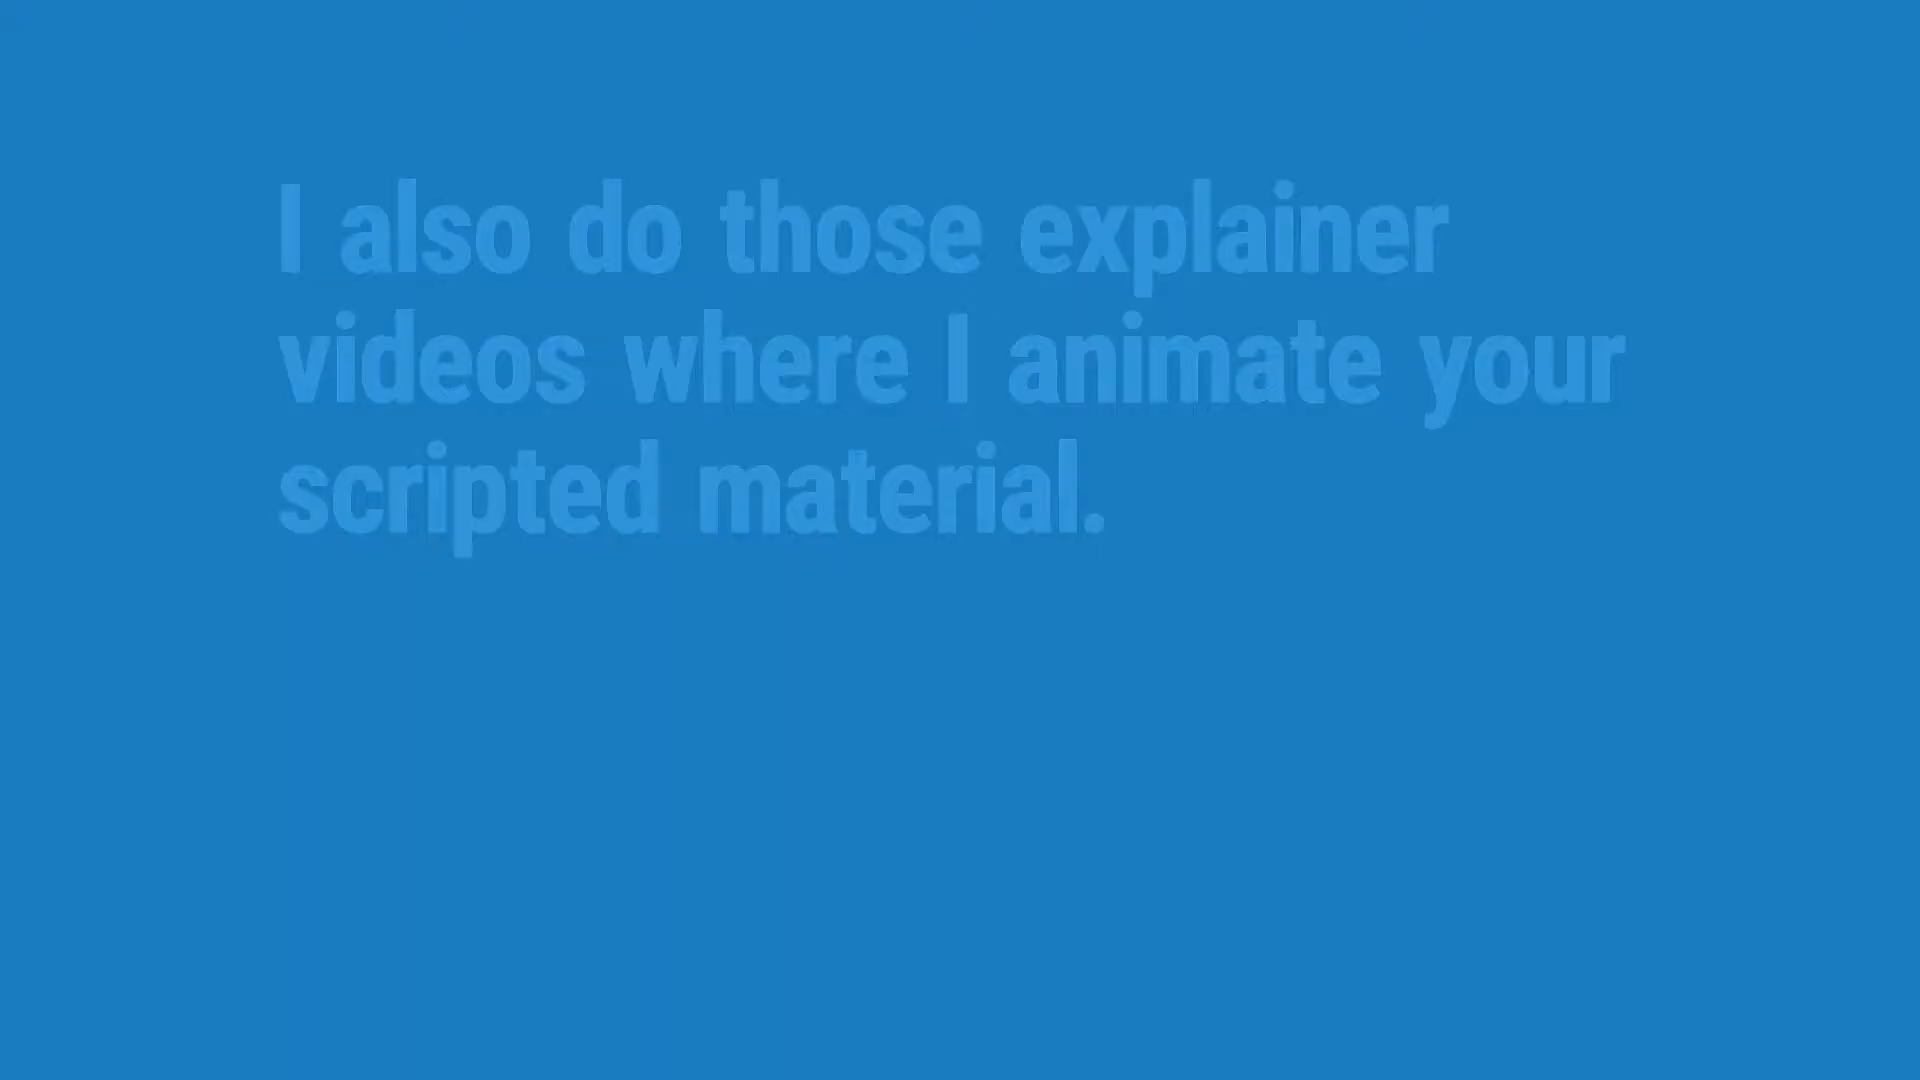 I also do those explainer
videos where I animate your
scripted material.